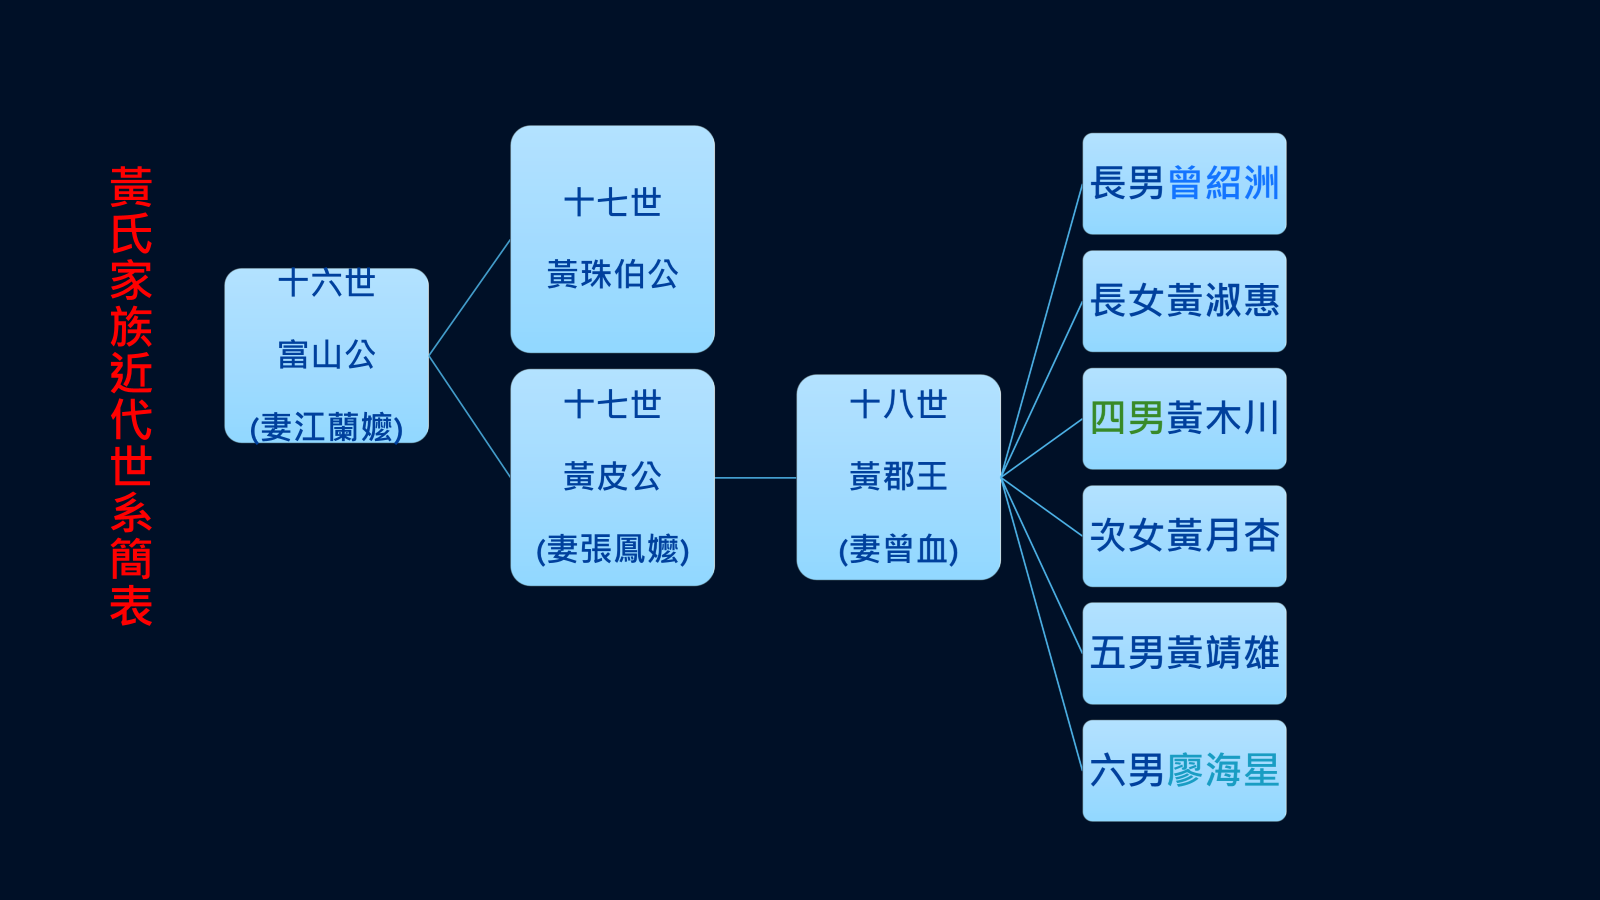 黃氏家族近代世系簡表
十六世
富山公
(妻江蘭嬤)
十七世
黃珠伯公
十七世
黃皮公
(妻張鳳嬤)
十八世
黃郡王
(妻曾血)
長男曾紹洲
長女黃淑惠
四男黃木川
次女黃月杏
五男黃靖雄
六男廖海星